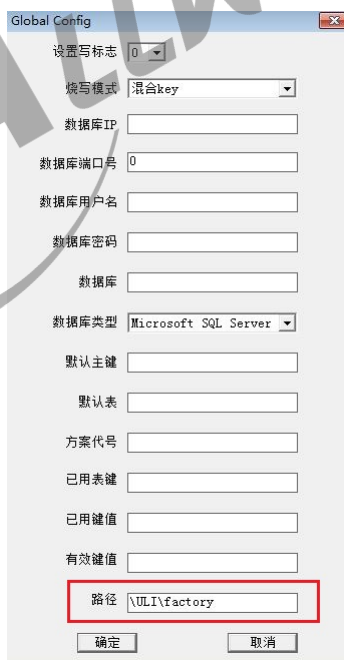 Global Config
设置写标志 0
烧写模式 混合key
数据库IP
数据库端口号 0
数据库用户名
数据库密码
数据库
数据库类型 Microsoft SQL Server
默认主键
默认表
方案代号
已用表键
已用键值
有效键值
路径 \ULI\factory
确定 取消